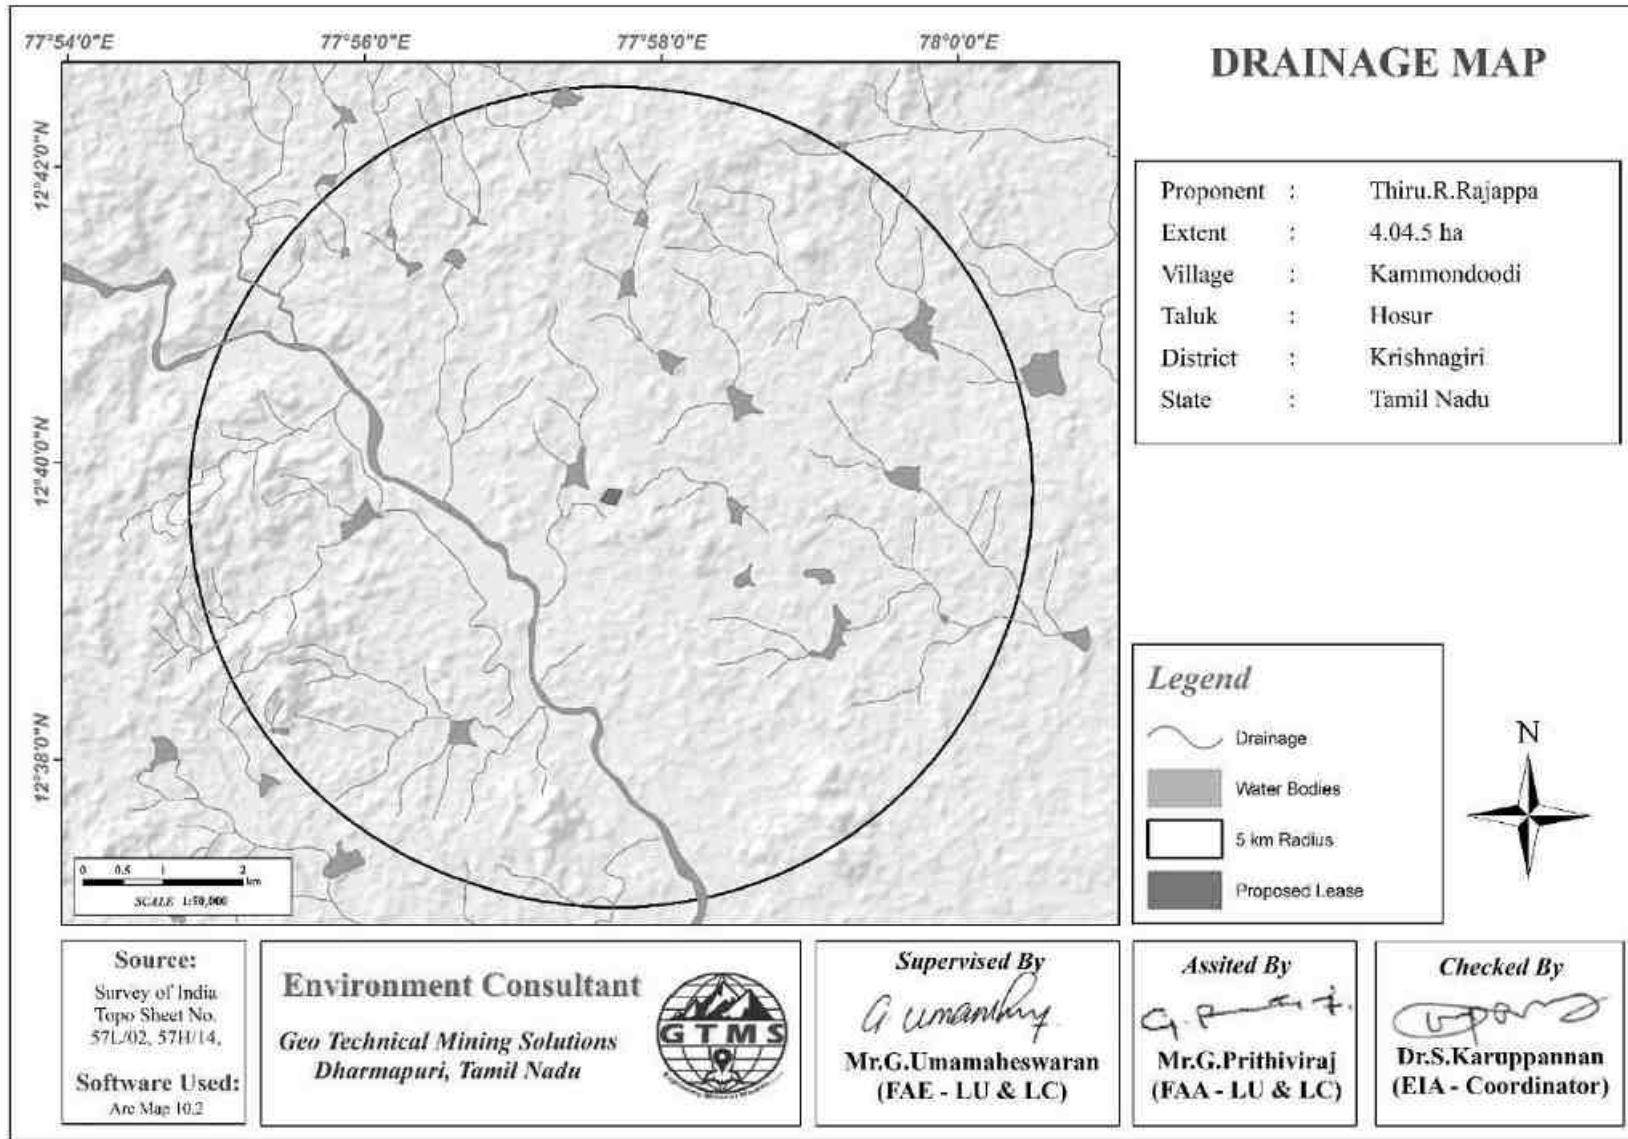 77°54'0"E 77°56'0"E 77°58'0"E 78°0'0"E
12°42'0"N
12°40'0"N
12°38'0"N
0 0.5 1 2
km
SCALE 1:50,000
DRAINAGE MAP
Proponent : Thiru.R.Rajappa
Extent : 4.04.5 ha
Village : Kammondoodi
Taluk : Hosur
District : Krishnagiri
State : Tamil Nadu
Legend
Drainage
Water Bodies
5 km Radius
Proposed Lease
N
Source:
Survey of India
Topo Sheet No.
57L/02, 57H/14,
Software Used:
Arc Map 10.2
Environment Consultant
Geo Technical Mining Solutions
Dharmapuri, Tamil Nadu
GTMS
Supervised By
G umamhmy
Mr.G.Umamaheswaran
(FAE - LU & LC)
Assited By
Mr.G.Prithiviraj
(FAA - LU & LC)
Checked By
Dr.S.Karuppannan
(EIA - Coordinator)